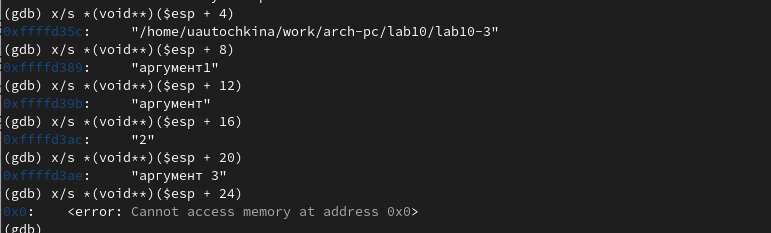 (gdb) x/s *(void**)($esp + 4)
0xffffd35c: "/home/uautochkina/work/arch-pc/lab10/lab10-3"
(gdb) x/s *(void**)($esp + 8)
0xffffd389: "аргумент1"
(gdb) x/s *(void**)($esp + 12)
0xffffd39b: "аргумент"
(gdb) x/s *(void**)($esp + 16)
0xffffd3ac: "2"
(gdb) x/s *(void**)($esp + 20)
0xffffd3ae: "аргумент 3"
(gdb) x/s *(void**)($esp + 24)
0x0: <error: Cannot access memory at address 0x0>
(gdb)